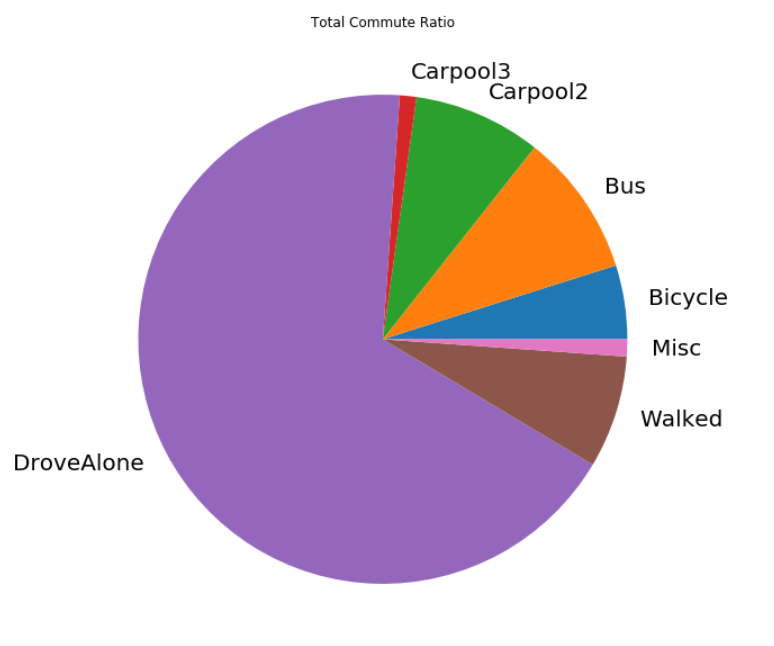 Total Commute Ratio
Carpool3
Carpool2
Bus
Bicycle
Misc
Walked
DroveAlone